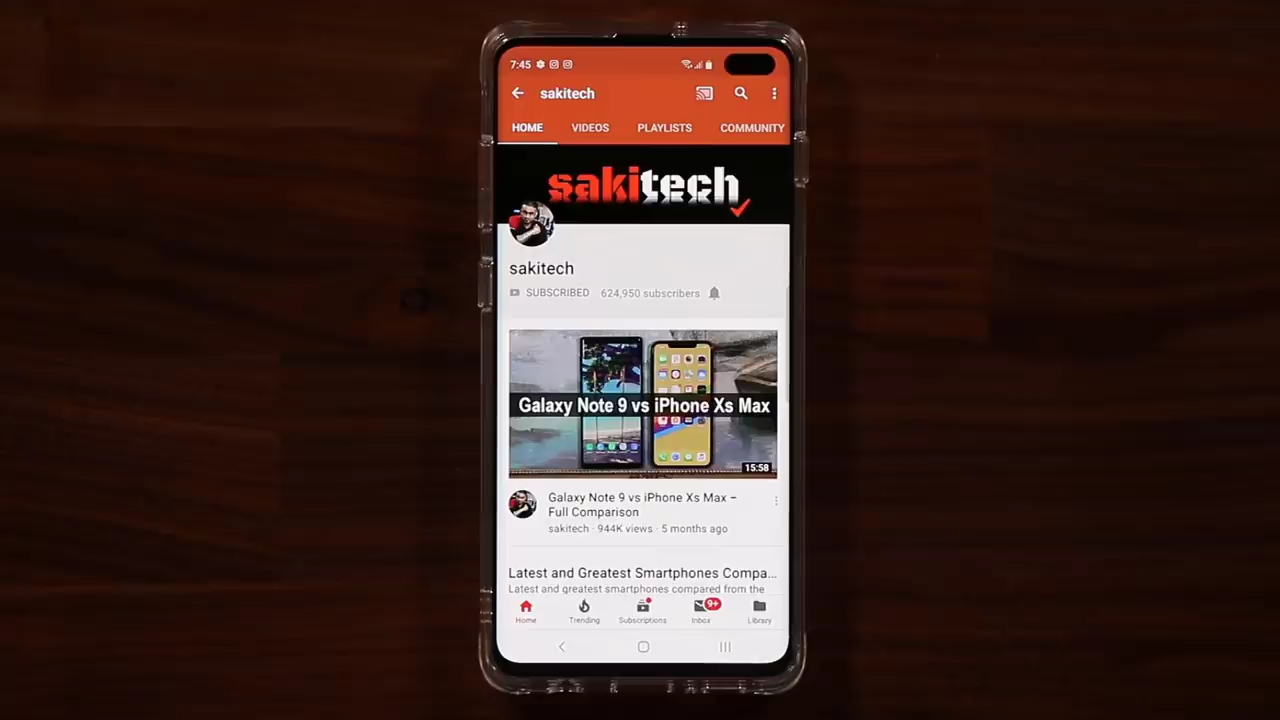 7:45
sakitech
HOME VIDEOS PLAYLISTS COMMUNITY
sakitech
sakitech
SUBSCRIBED 624,950 subscribers
Galaxy Note 9 vs iPhone Xs Max
15:58
Galaxy Note 9 vs iPhone Xs Max –
Full Comparison
sakitech · 944K views · 5 months ago
Latest and Greatest Smartphones Compa...
Latest and greatest smartphones compared from the
9+
Home Trending Subscriptions Inbox Library